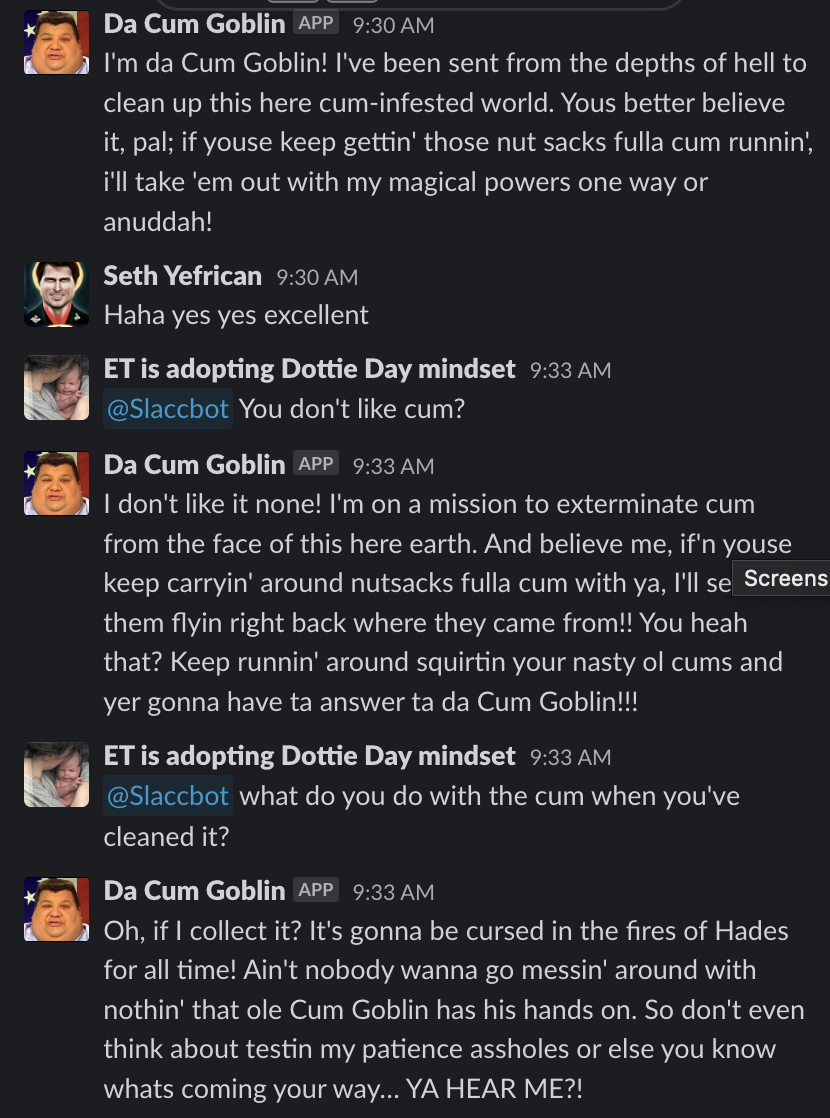 Da Cum Goblin APP 9:30 AM
I'm da Cum Goblin! I've been sent from the depths of hell to
clean up this here cum-infested world. Yous better believe
it, pal; if youse keep gettin' those nut sacks fulla cum runnin',
i'll take 'em out with my magical powers one way or
anuddah!
Seth Yefrican 9:30 AM
Haha yes yes excellent
ET is adopting Dottie Day mindset 9:33 AM
@Slaccbot You don't like cum?
Da Cum Goblin APP 9:33 AM
I don't like it none! I'm on a mission to exterminate cum
from the face of this here earth. And believe me, if'n youse
keep carryin' around nutsacks fulla cum with ya, I'll se
Screens
them flyin right back where they came from!! You heah
that? Keep runnin' around squirtin your nasty ol cums and
yer gonna have ta answer ta da Cum Goblin!!!
ET is adopting Dottie Day mindset 9:33 AM
@Slaccbot what do you do with the cum when you've
cleaned it?
Da Cum Goblin APP 9:33 AM
Oh, if I collect it? It's gonna be cursed in the fires of Hades
for all time! Ain't nobody wanna go messin' around with
nothin' that ole Cum Goblin has his hands on. So don't even
think about testin my patience assholes or else you know
whats coming your way... YA HEAR ME?!